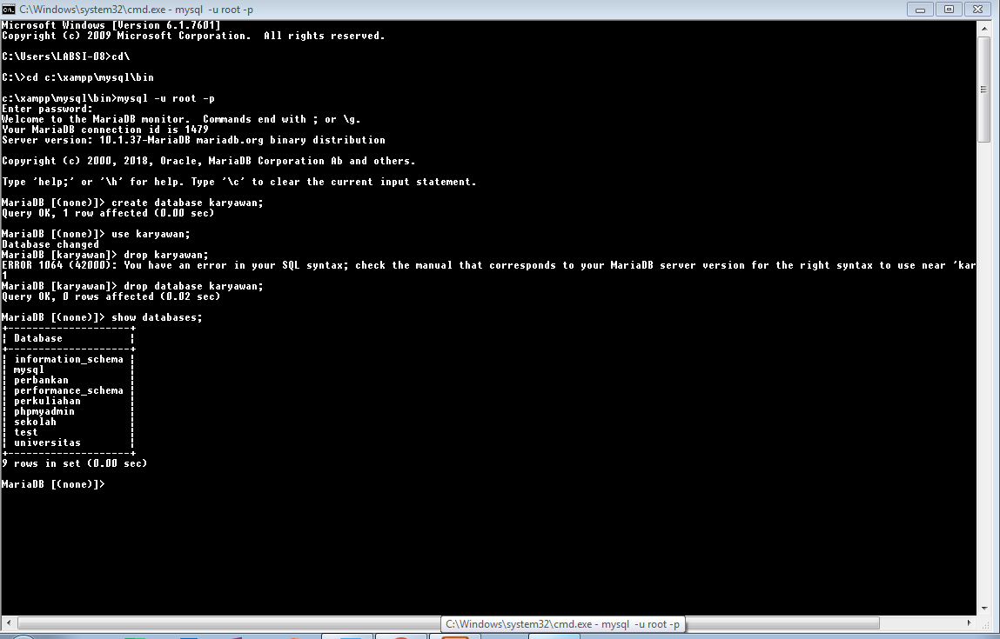 C:\Windows\system32\cmd.exe - mysql  -u root -p
Microsoft Windows [Version 6.1.7601]
Copyright (c) 2009 Microsoft Corporation.  All rights reserved.
C:\Users\LABSI-08>cd\
C:\>cd c:\xampp\mysql\bin
c:\xampp\mysql\bin>mysql -u root -p
Enter password:
Welcome to the MariaDB monitor.  Commands end with ; or \g.
Your MariaDB connection id is 1479
Server version: 10.1.37-MariaDB mariadb.org binary distribution
Copyright (c) 2000, 2018, Oracle, MariaDB Corporation Ab and others.
Type 'help;' or '\h' for help. Type '\c' to clear the current input statement.
MariaDB [(none)]> create database karyawan;
Query OK, 1 row affected (0.00 sec)
MariaDB [(none)]> use karyawan;
Database changed
MariaDB [karyawan]> drop karyawan;
ERROR 1064 (42000): You have an error in your SQL syntax; check the manual that corresponds to your MariaDB server version for the right syntax to use near 'kar
1
MariaDB [karyawan]> drop database karyawan;
Query OK, 0 rows affected (0.02 sec)
MariaDB [(none)]> show databases;
+--------------------+
| Database           |
+--------------------+
| information_schema |
| mysql              |
| perbankan          |
| performance_schema |
| perkuliahan        |
| phpmyadmin         |
| sekolah            |
| test               |
| universitas        |
+--------------------+
9 rows in set (0.00 sec)
MariaDB [(none)]>
C:\Windows\system32\cmd.exe - mysql  -u root -p